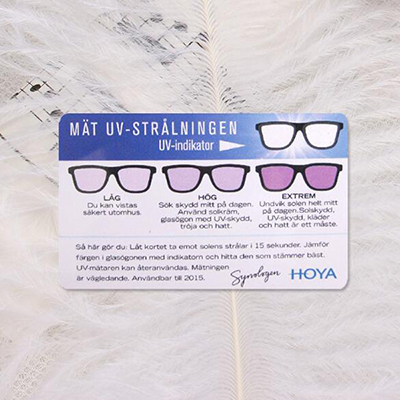 MÄT UV-STRÅLNINGEN
UV-indikator
LÅG
Du kan vistas
säkert utomhus.
HÖG
Sök skydd mitt på dagen.
Använd solkräm,
glasögon med UV-skydd,
tröja och hatt.
EXTREM
Undvik solen helt mitt
på dagen. Solskydd,
UV-skydd, kläder
och hatt är ett måste.
Så här gör du: Låt kortet ta emot solens strålar i 15 sekunder. Jämför
färgen i glasögonen med indikatorn och hitta den som stämmer bäst.
UV-mätaren kan återanvändas. Mätningen
är vägledande. Användbar till 2015.
Synologen
HOYA